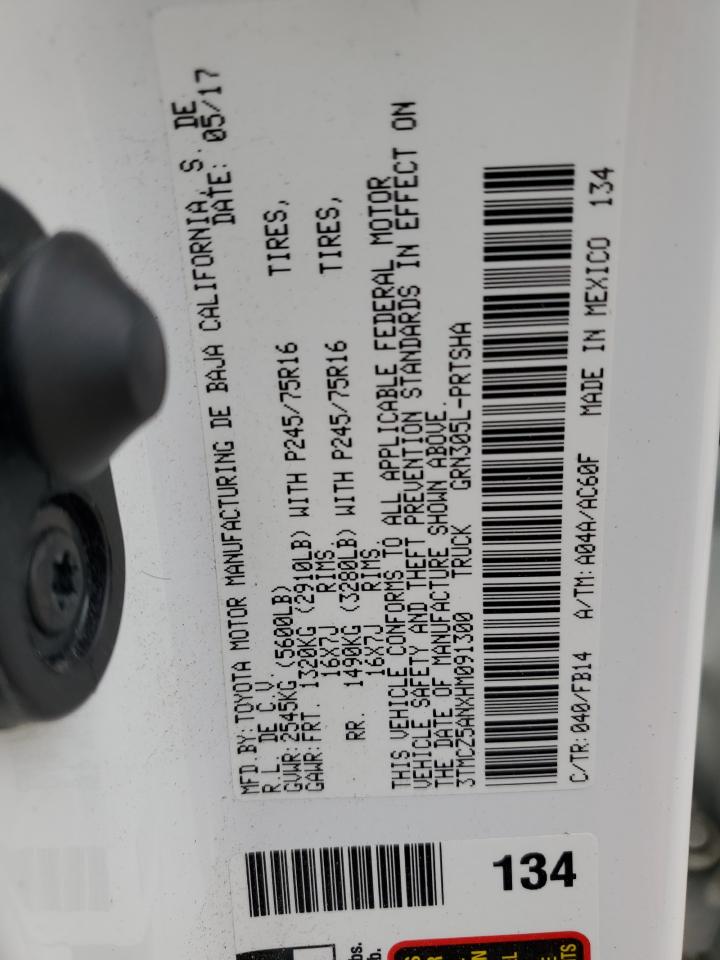 MFD.BY:TOYOTA MOTOR MANUFACTURING DE BAJA CALIFORNIA, S. DE
R.L. DE C.V. DATE: 05/17
GVWR:2545KG (5600LB)
GAWR:FRT. 1320KG (2910LB) WITH P245/75R16 TIRES,
16X7J RIMS
RR. 1490KG (3280LB) WITH P245/75R16 TIRES,
16X7J RIMS.
THIS VEHICLE CONFORMS TO ALL APPLICABLE FEDERAL MOTOR
VEHICLE SAFETY AND THEFT PREVENTION STANDARDS IN EFFECT ON
THE DATE OF MANUFACTURE SHOWN ABOVE.
3TMCZ5ANXHM091300 TRUCK GRN305L-PRTSHA
C/TR:040/FB14 A/TM:A04A/AC60F MADE IN MEXICO 134
134